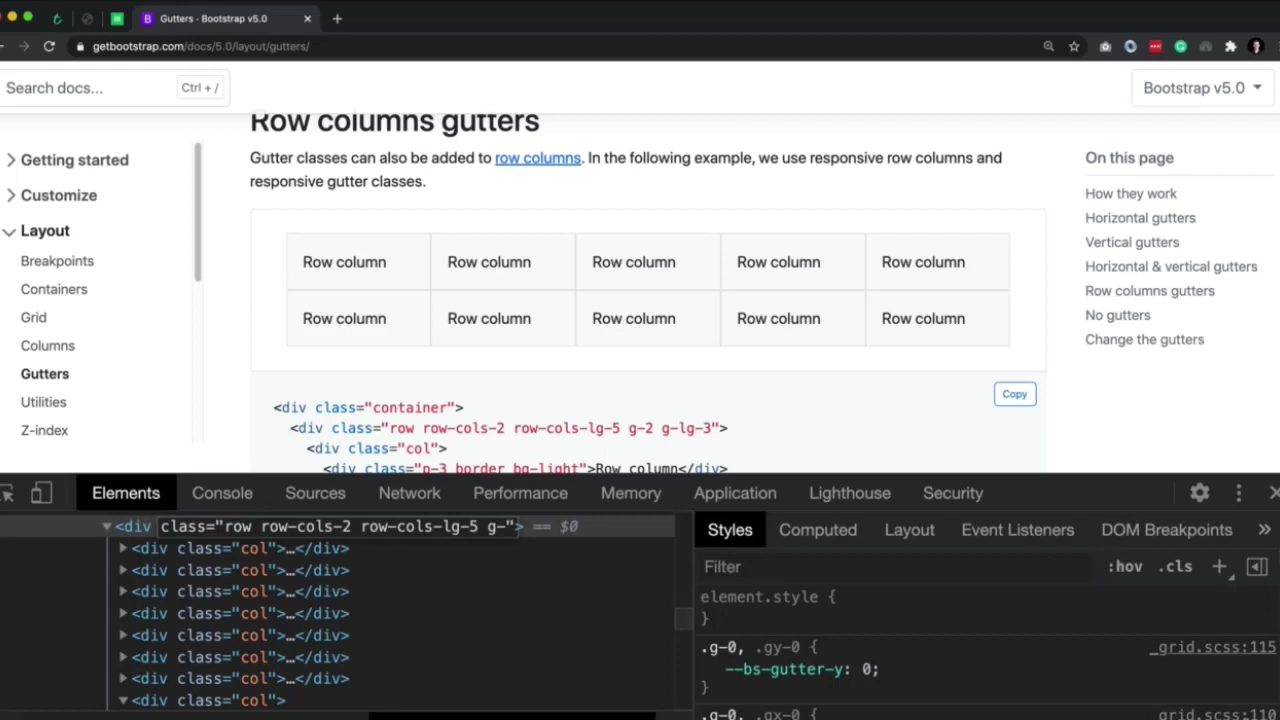 Gutters · Bootstrap v5.0
getbootstrap.com/docs/5.0/layout/gutters/
Search docs... Ctrl + /
Bootstrap v5.0
Getting started
Customize
Layout
Breakpoints
Containers
Grid
Columns
Gutters
Utilities
Z-index
Row columns gutters
Gutter classes can also be added to row columns. In the following example, we use responsive row columns and
responsive gutter classes.
Row column Row column Row column Row column Row column
Row column Row column Row column Row column Row column
Copy
<div class="container">
<div class="row row-cols-2 row-cols-lg-5 g-2 g-lg-3">
<div class="col">
<div class="p-3 border bg-light">Row column</div>
On this page
How they work
Horizontal gutters
Vertical gutters
Horizontal & vertical gutters
Row columns gutters
No gutters
Change the gutters
Elements Console Sources Network Performance Memory Application Lighthouse Security
<div class="row row-cols-2 row-cols-lg-5 g-"> == $0
<div class="col">…</div>
<div class="col">…</div>
<div class="col">…</div>
<div class="col">…</div>
<div class="col">…</div>
<div class="col">…</div>
<div class="col">…</div>
<div class="col">
Styles Computed Layout Event Listeners DOM Breakpoints »
Filter :hov .cls +
element.style {
}
.g-0, .gy-0 { _grid.scss:115
--bs-gutter-y: 0;
}
.g-0, .gx-0 { _grid.scss:110